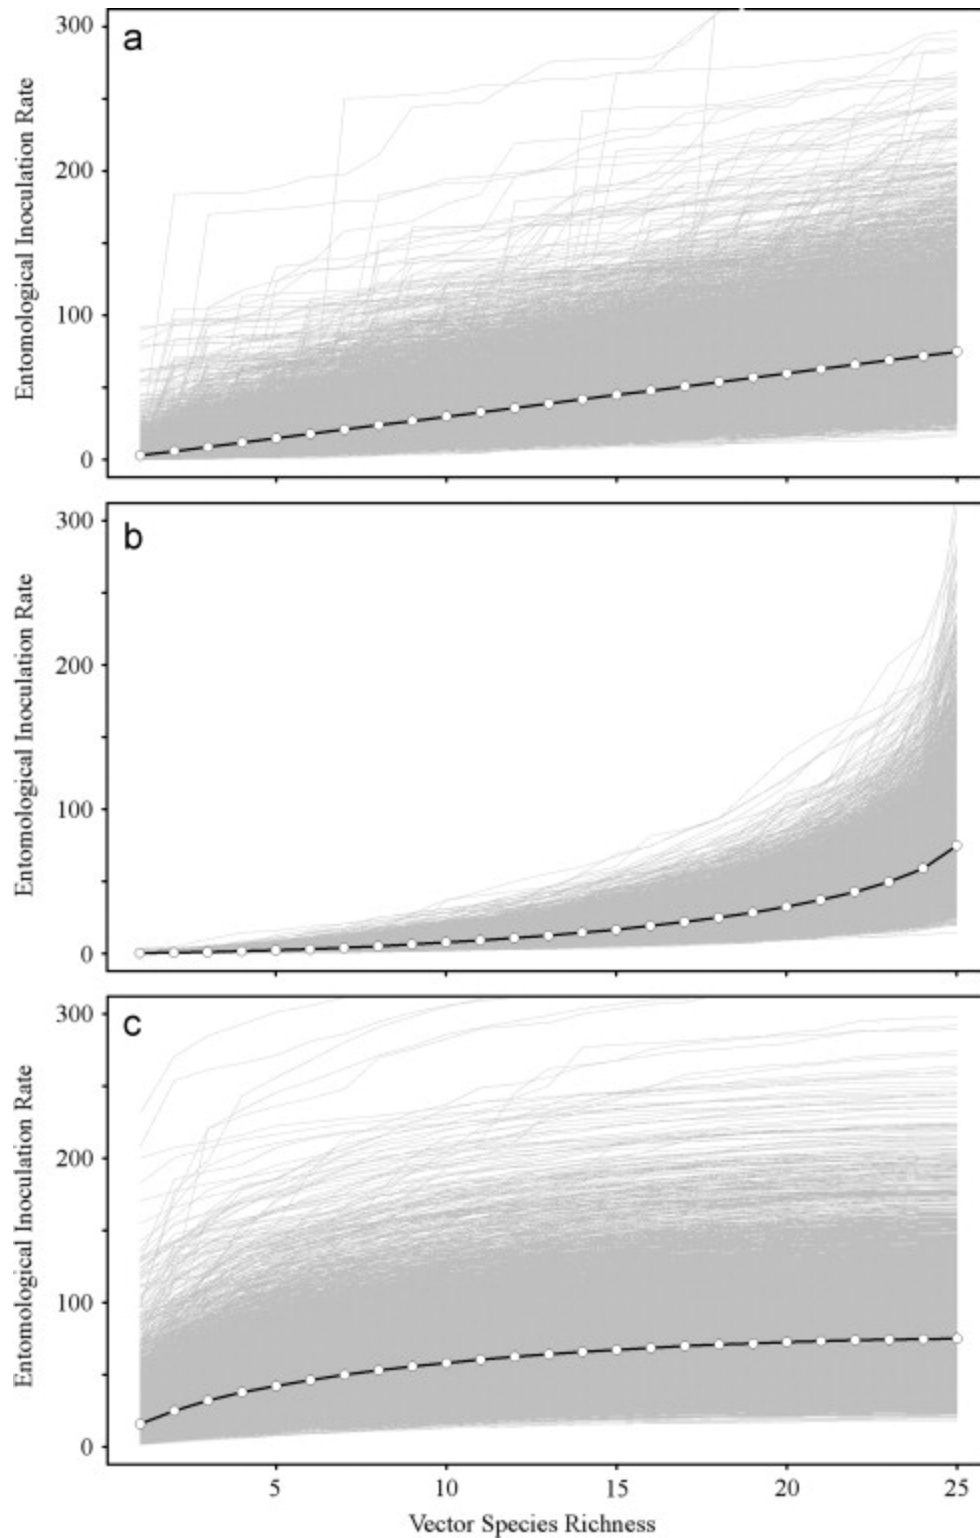 a
Entomological Inoculation Rate
300
200
100
0
b
Entomological Inoculation Rate
300
200
100
0
c
Entomological Inoculation Rate
300
200
100
0
5 10 15 20 25
Vector Species Richness